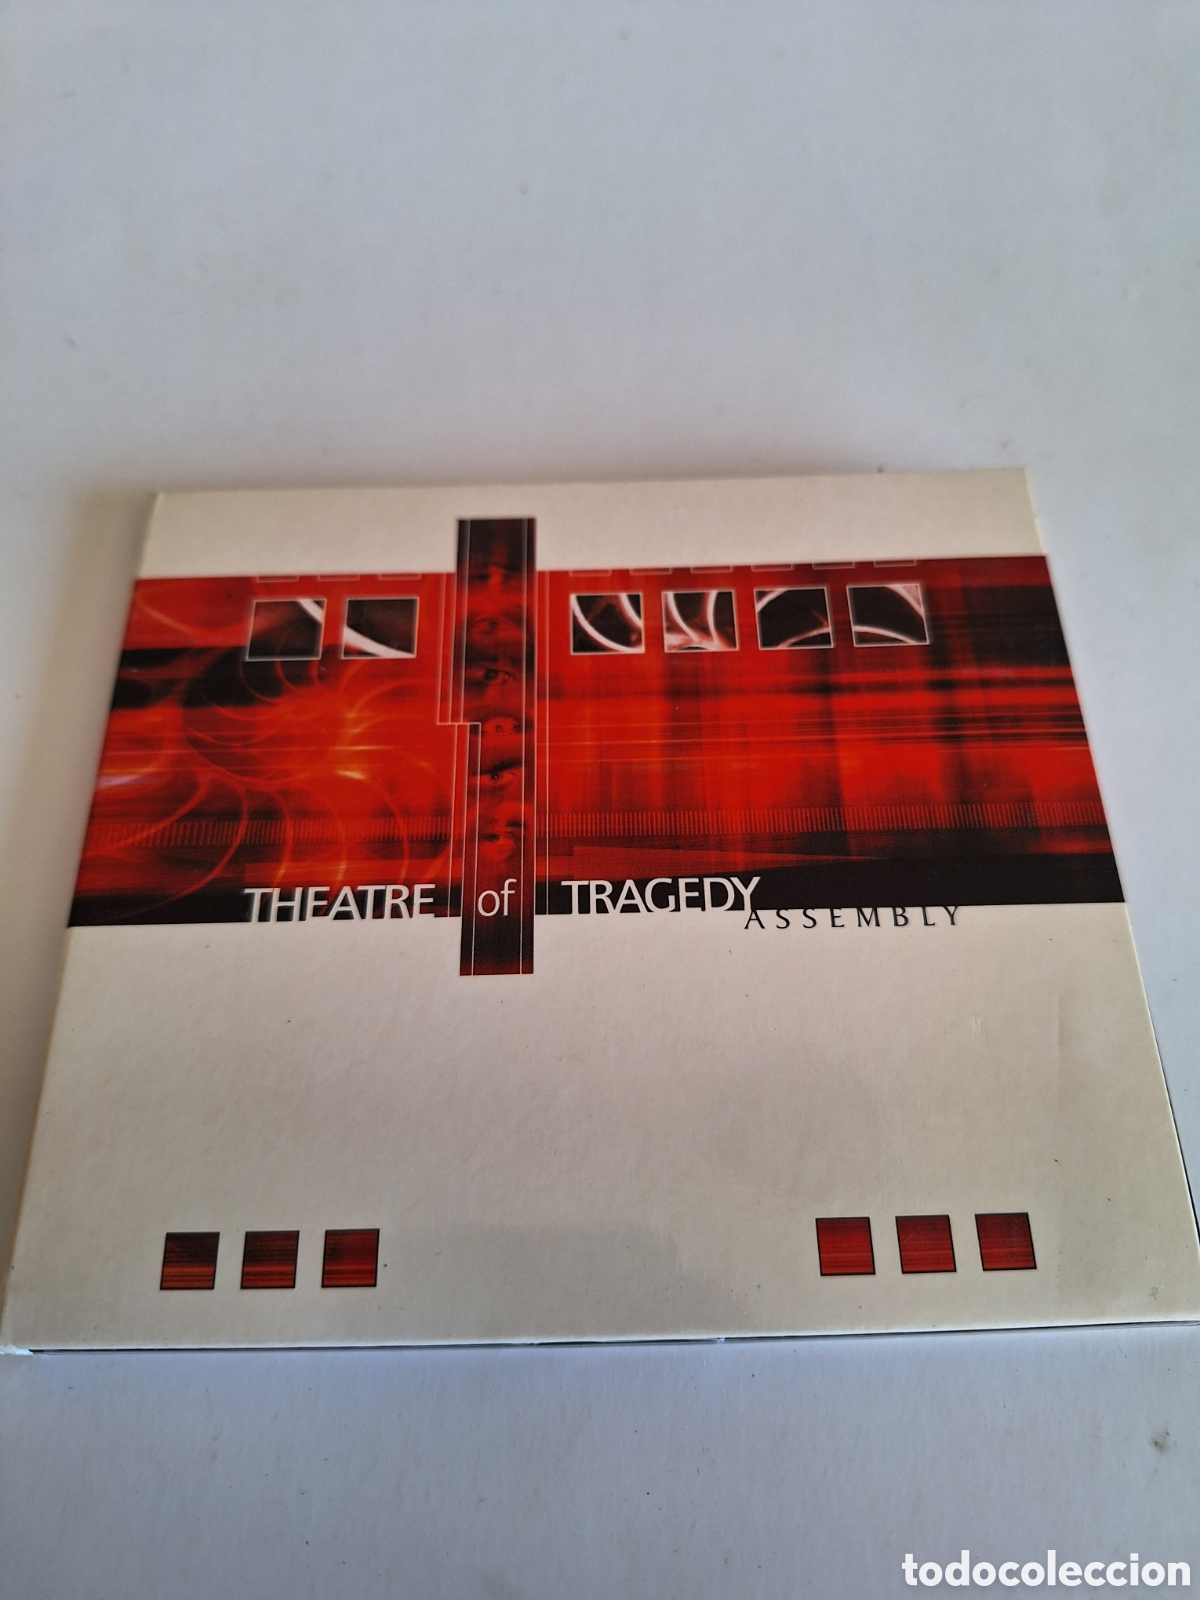 THEATRE of TRAGEDY
ASSEMBLY
todocoleccion